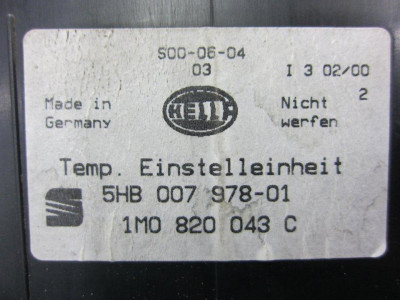 S00-06-04
03
I 3 02/00
2
Made in
Germany
HELLA
Nicht
werfen
Temp. Einstelleinheit
5HB 007 978-01
1M0 820 043 C